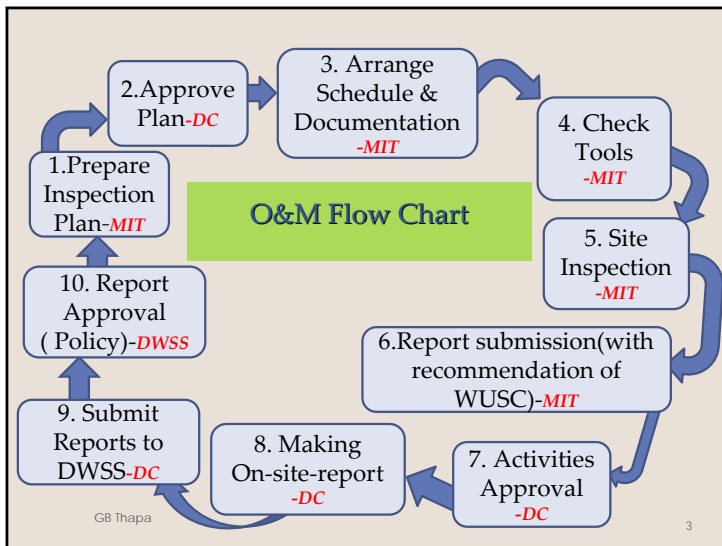 1.Prepare
Inspection
Plan-MIT
2.Approve
Plan-DC
3. Arrange
Schedule &
Documentation
-MIT
4. Check
Tools
-MIT
5. Site
Inspection
-MIT
6.Report submission(with
recommendation of
WUSC)-MIT
7. Activities
Approval
-DC
8. Making
On-site-report
-DC
9. Submit
Reports to
DWSS-DC
10. Report
Approval
( Policy)-DWSS
O&M Flow Chart
GB Thapa
3